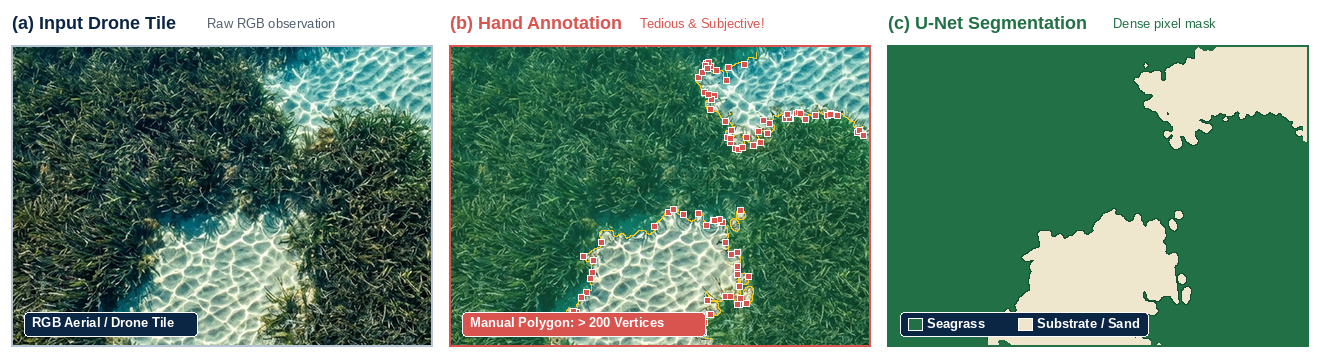 (a) Input Drone Tile Raw RGB observation
(b) Hand Annotation Tedious & Subjective!
(c) U-Net Segmentation Dense pixel mask
RGB Aerial / Drone Tile
Manual Polygon: > 200 Vertices
Seagrass Substrate / Sand